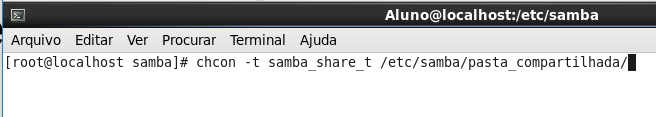 Aluno@localhost:/etc/samba
Arquivo Editar Ver Procurar Terminal Ajuda
[root@localhost samba]# chcon -t samba_share_t /etc/samba/pasta_compartilhada/